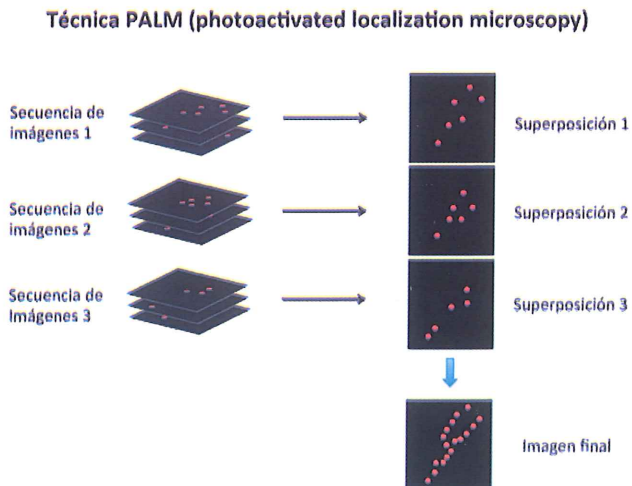 Técnica PALM (photoactivated localization microscopy)
Secuencia de
imágenes 1
Superposición 1
Secuencia de
imágenes 2
Superposición 2
Secuencia de
Imágenes 3
Superposición 3
Imagen final